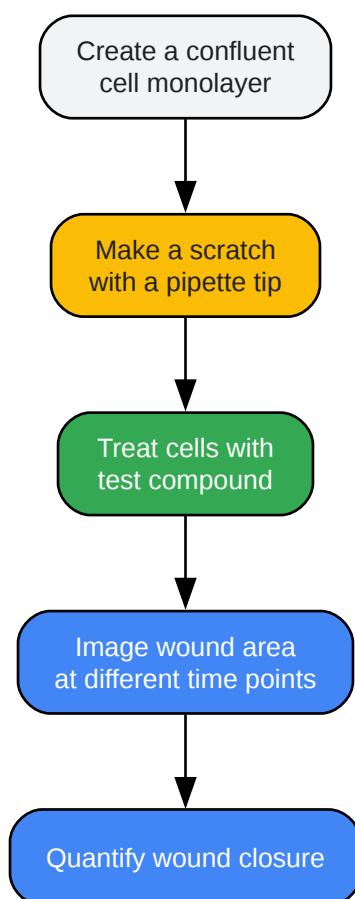 Create a confluent
cell monolayer
Make a scratch
with a pipette tip
Treat cells with
test compound
Image wound area
at different time points
Quantify wound closure